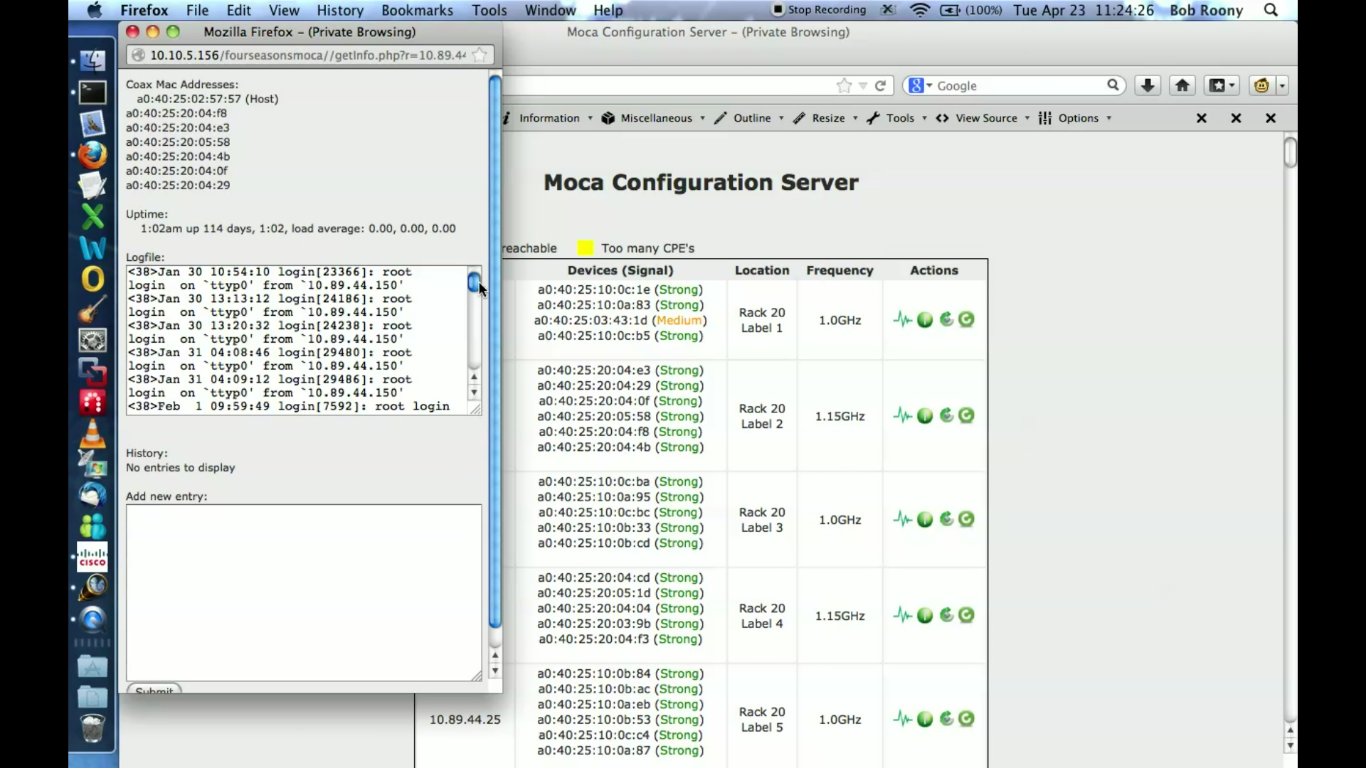 Firefox File Edit View History Bookmarks Tools Window Help Stop Recording (100%) Tue Apr 23 11:24:26 Bob Roony
Mozilla Firefox – (Private Browsing)
10.10.5.156/fourseasonsmoca//getInfo.php?r=10.89.44
Coax Mac Addresses:
a0:40:25:02:57:57 (Host)
a0:40:25:20:04:f8
a0:40:25:20:04:e3
a0:40:25:20:05:58
a0:40:25:20:04:4b
a0:40:25:20:04:0f
a0:40:25:20:04:29
Uptime:
1:02am up 114 days, 1:02, load average: 0.00, 0.00, 0.00
Logfile:
<38>Jan 30 10:54:10 login[23366]: root
login on `ttyp0' from `10.89.44.150'
<38>Jan 30 13:13:12 login[24186]: root
login on `ttyp0' from `10.89.44.150'
<38>Jan 30 13:20:32 login[24238]: root
login on `ttyp0' from `10.89.44.150'
<38>Jan 31 04:08:46 login[29480]: root
login on `ttyp0' from `10.89.44.150'
<38>Jan 31 04:09:12 login[29486]: root
login on `ttyp0' from `10.89.44.150'
<38>Feb 1 09:59:49 login[7592]: root login
History:
No entries to display
Add new entry:
Submit
CISCO
Moca Configuration Server – (Private Browsing)
Google
Information Miscellaneous Outline Resize Tools View Source Options
Moca Configuration Server
reachable Too many CPE's
Devices (Signal) Location Frequency Actions
a0:40:25:10:0c:1e (Strong)
a0:40:25:10:0a:83 (Strong)
a0:40:25:03:43:1d (Medium)
a0:40:25:10:0c:b5 (Strong)
Rack 20
Label 1
1.0GHz
a0:40:25:20:04:e3 (Strong)
a0:40:25:20:04:29 (Strong)
a0:40:25:20:04:0f (Strong)
a0:40:25:20:05:58 (Strong)
a0:40:25:20:04:f8 (Strong)
a0:40:25:20:04:4b (Strong)
Rack 20
Label 2
1.15GHz
a0:40:25:10:0c:ba (Strong)
a0:40:25:10:0a:95 (Strong)
a0:40:25:10:0c:bc (Strong)
a0:40:25:10:0b:33 (Strong)
a0:40:25:10:0b:cd (Strong)
Rack 20
Label 3
1.0GHz
a0:40:25:20:04:cd (Strong)
a0:40:25:20:05:1d (Strong)
a0:40:25:20:04:04 (Strong)
a0:40:25:20:03:9b (Strong)
a0:40:25:20:04:f3 (Strong)
Rack 20
Label 4
1.15GHz
10.89.44.25
a0:40:25:10:0b:84 (Strong)
a0:40:25:10:0b:ac (Strong)
a0:40:25:10:0a:eb (Strong)
a0:40:25:10:0b:53 (Strong)
a0:40:25:10:0c:c4 (Strong)
a0:40:25:10:0a:87 (Strong)
Rack 20
Label 5
1.0GHz